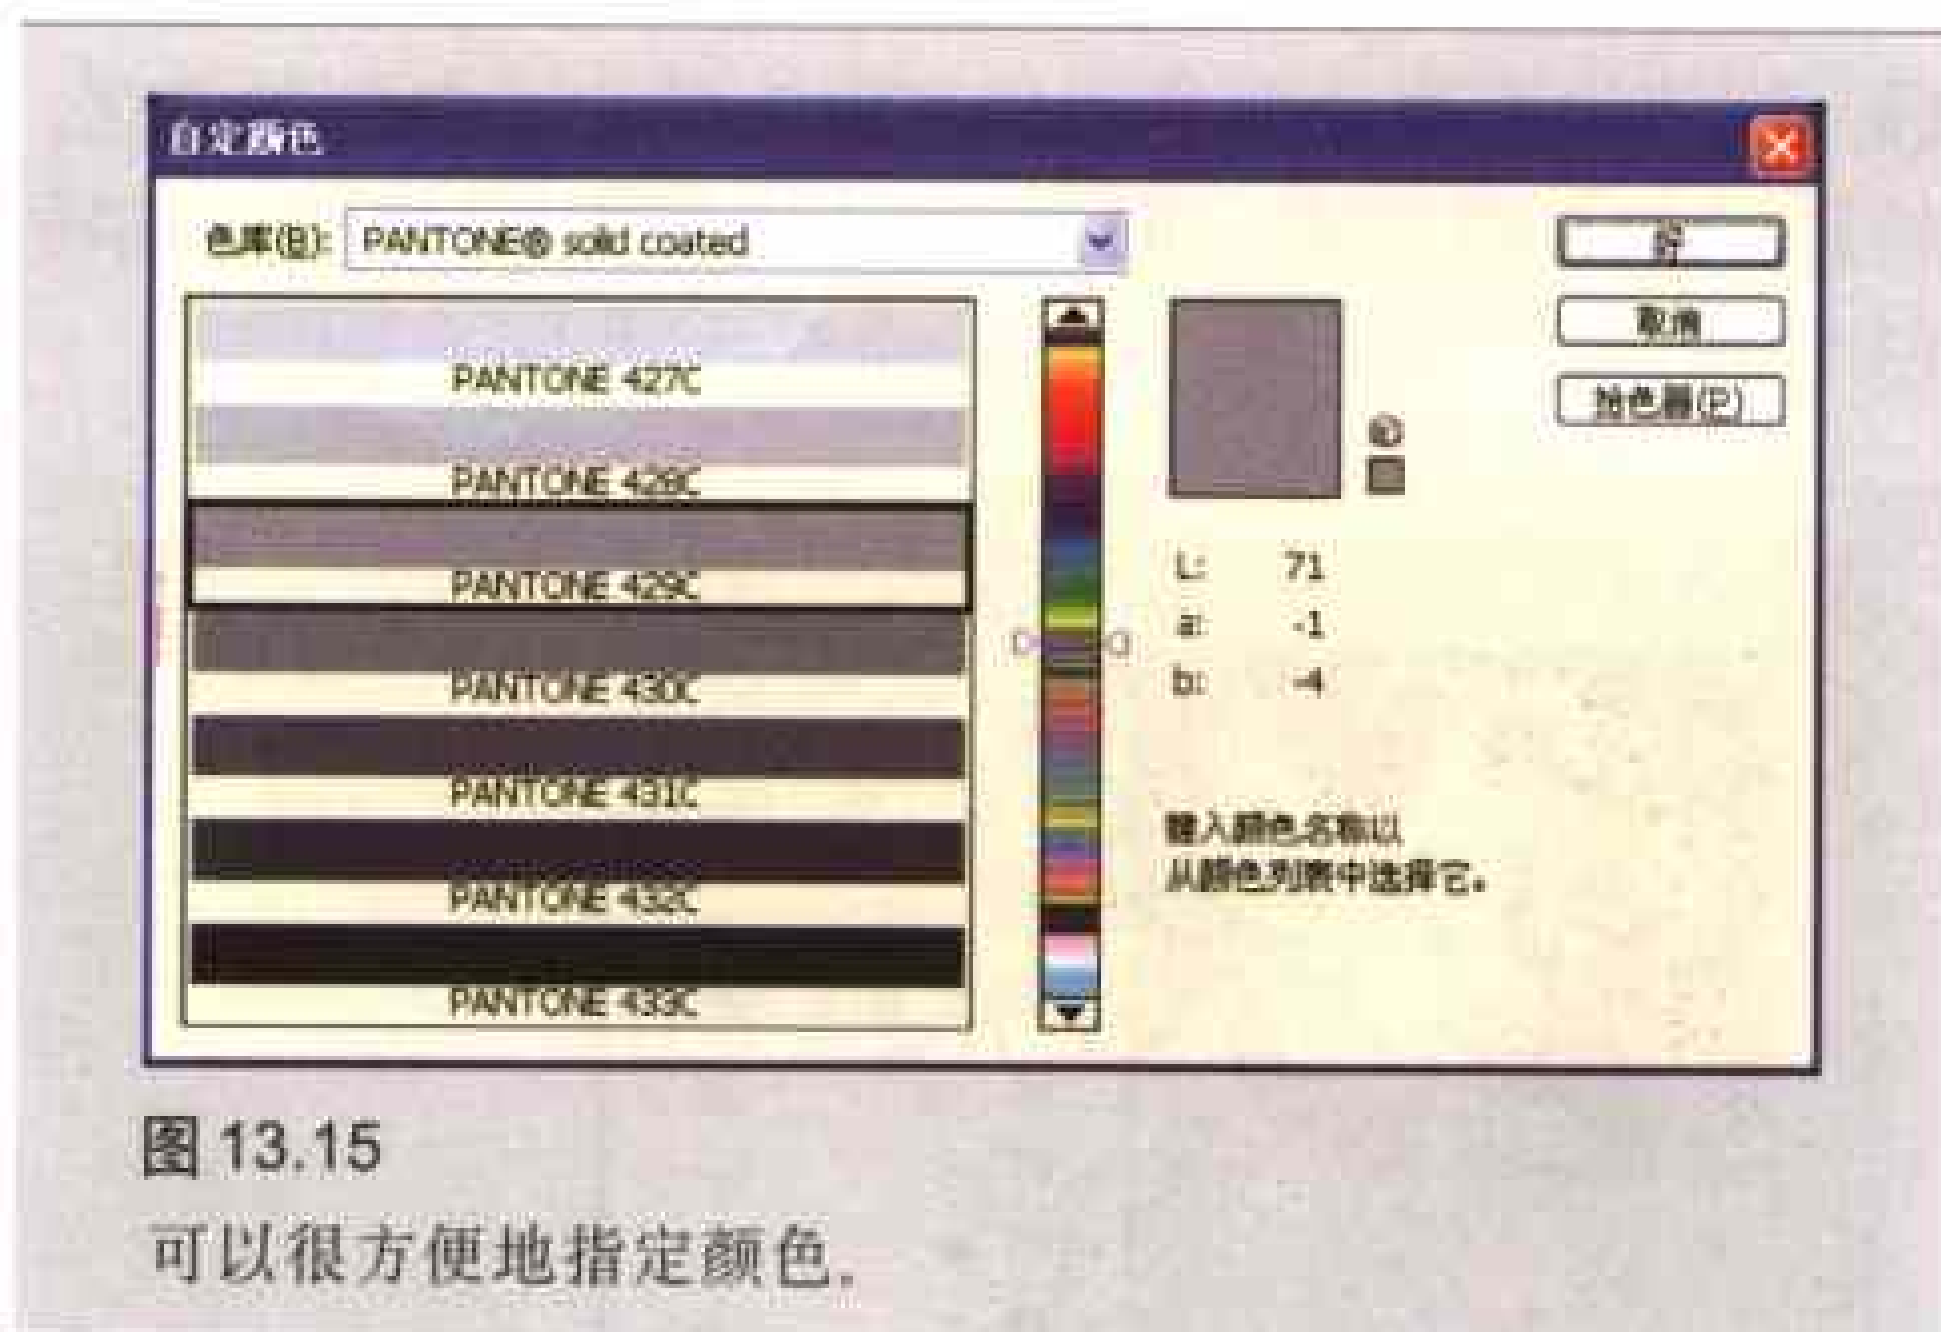 自定颜色
色库(B): PANTONE® solid coated
好
取消
拾色器(P)
PANTONE 427C
PANTONE 428C
PANTONE 429C
PANTONE 430C
PANTONE 431C
PANTONE 432C
PANTONE 433C
L: 71
a: -1
b: -4
键入颜色名称以
从颜色列表中选择它。
图 13.15
可以很方便地指定颜色.